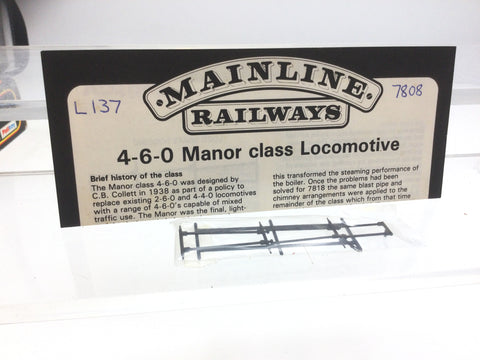 L137
·MAINLINE·
RAILWAYS
7808
4-6-0 Manor class Locomotive
Brief history of the class
The Manor class 4-6-0 was designed by
C.B. Collett in 1938 as part of a policy to
replace existing 2-6-0 and 4-4-0 locomotives
with a range of 4-6-0's capable of mixed
traffic use. The Manor was the final, light-
this transformed the steaming performance of
the boiler. Once the problems had been
solved for 7818 the same blast pipe and
chimney arrangements were applied to the
remainder of the class which from that time